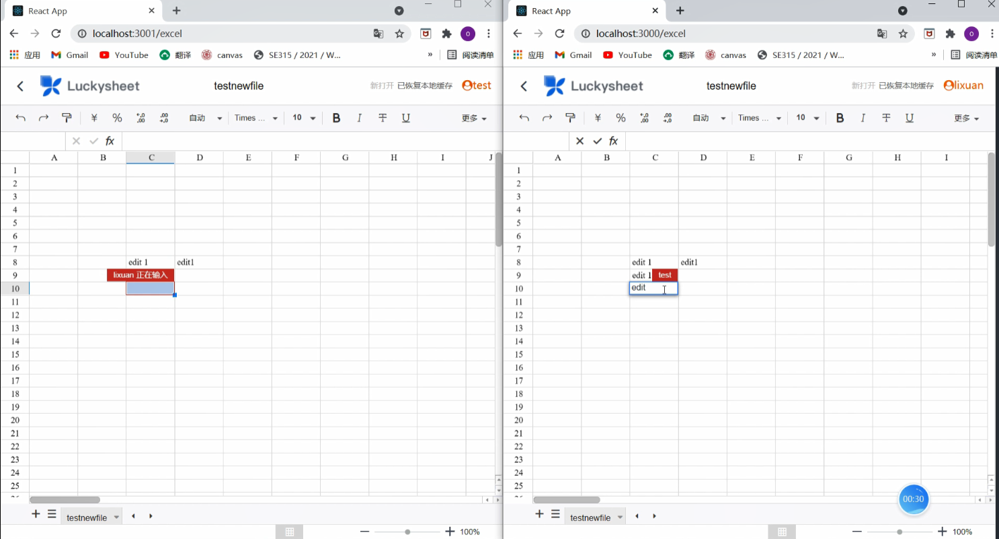 React App
localhost:3001/excel
应用 Gmail YouTube 翻译 canvas SE315 / 2021 / W... » 阅读清单
Luckysheet testnewfile 新打开 已恢复本地缓存 test
¥ % .0 .00 .00 .0 自动 Times ... 10 B I T U 更多
fx
A B C D E F G H I J
1
2
3
4
5
6
7
8 edit 1 edit1
9 lixuan 正在输入
10
11
12
13
14
15
16
17
18
19
20
21
22
23
24
25
testnewfile
100%
React App
localhost:3000/excel
o
应用 Gmail YouTube 翻译 canvas SE315 / 2021 / W... » 阅读清单
Luckysheet testnewfile 新打开 已恢复本地缓存 lixuan
¥ % .0 .00 .00 .0 自动 Times ... 10 B I T U 更多
fx
A B C D E F G H I
1
2
3
4
5
6
7
8 edit 1 edit1
9 edit 1 test
10 edit
11
12
13
14
15
16
17
18
19
20
21
22
23
24
25
00:30
testnewfile
100%